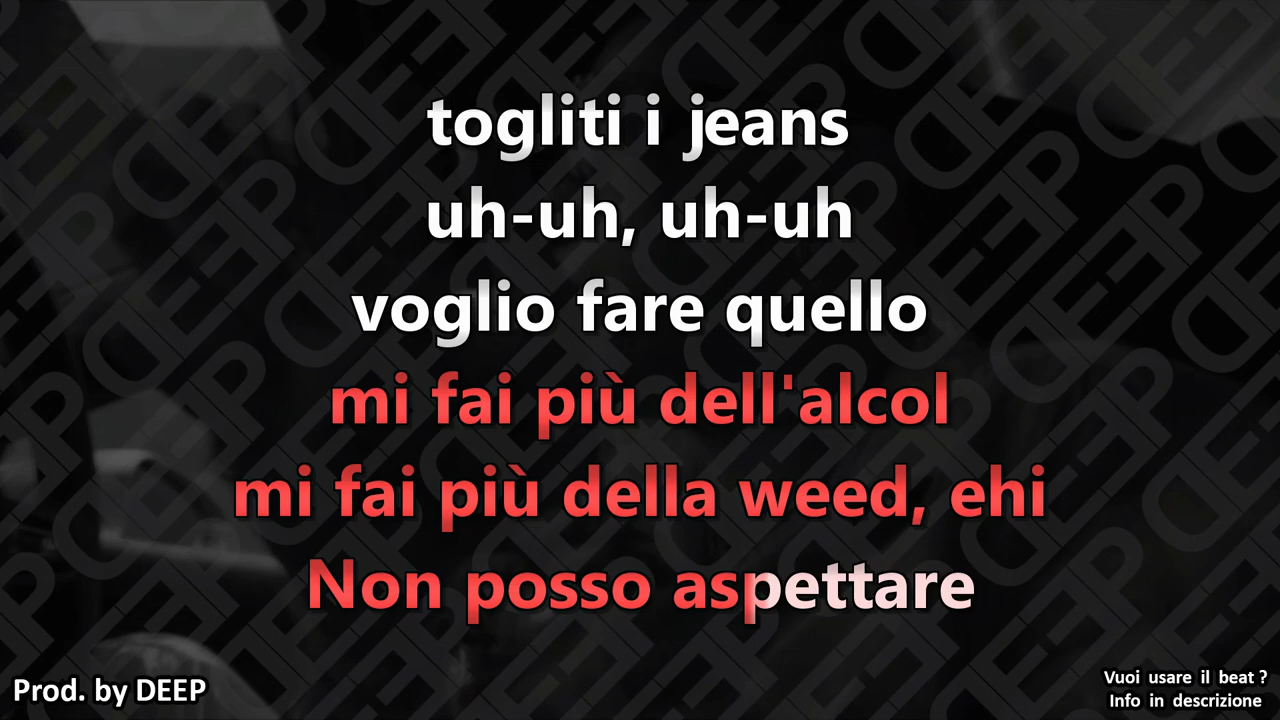 togliti i jeans
uh-uh, uh-uh
voglio fare quello
mi fai più dell'alcol
mi fai più della weed, ehi
Non posso aspettare
Prod. by DEEP
Vuoi usare il beat ?
Info in descrizione